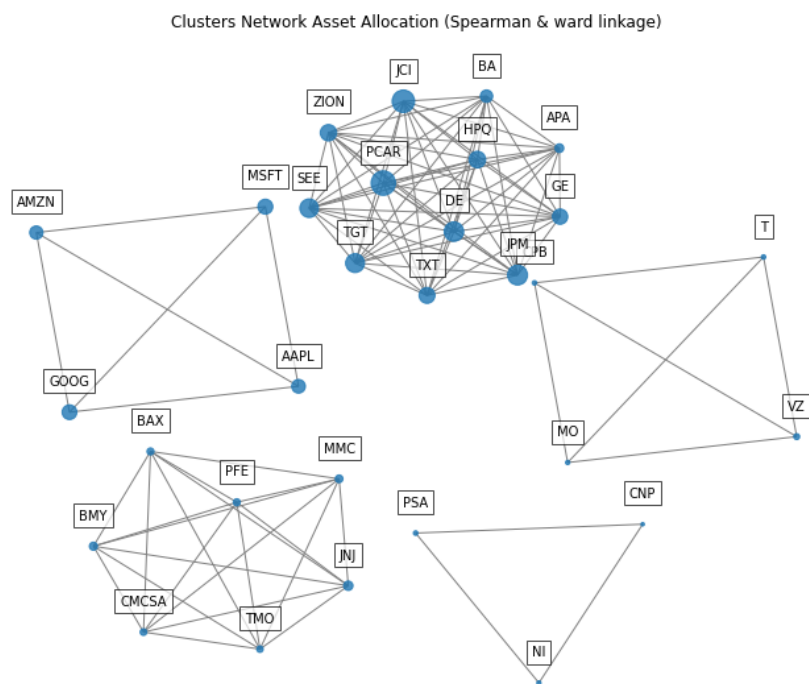 Clusters Network Asset Allocation (Spearman & ward linkage)
JCI
BA
ZION
APA
HPQ
PCAR
MSFT
SEE
GE
AMZN
DE
TGT
T
JPM
TXT
AAPL
GOOG
VZ
BAX
MO
MMC
PFE
CNP
PSA
BMY
JNJ
CMCSA
TMO
NI